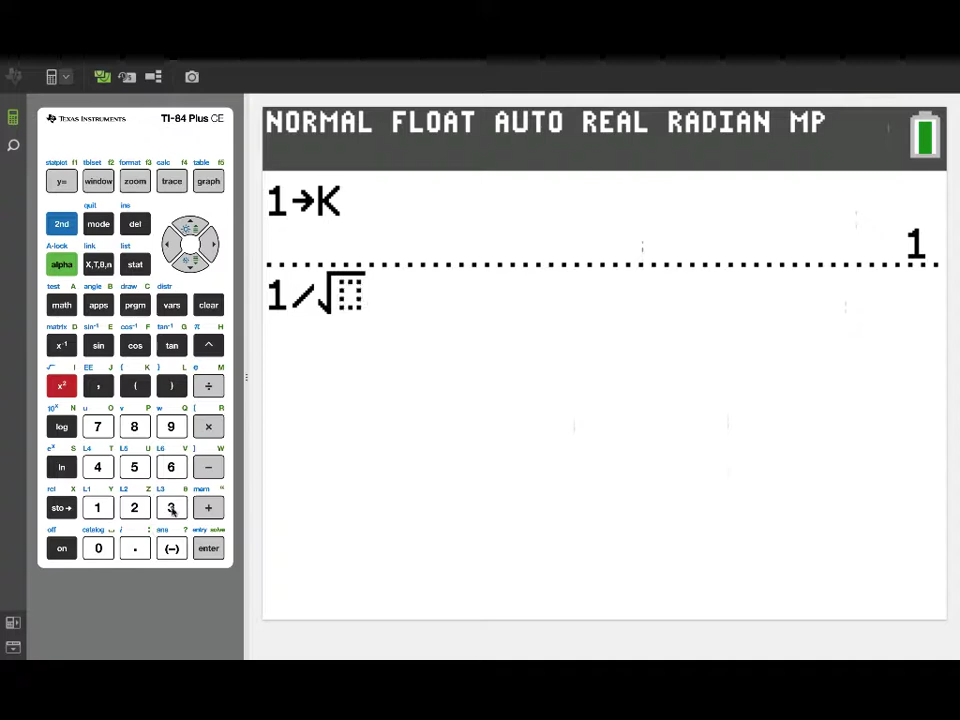 TEXAS INSTRUMENTS TI-84 Plus CE
statplot f1 tblset f2 format f3 calc f4 table f5
y= window zoom trace graph
quit ins
2nd mode del
A-lock link list
alpha X,T,θ,n stat
test A angle B draw C distr
math apps prgm vars clear
matrix D sin⁻¹ E cos⁻¹ F tan⁻¹ G π H
x⁻¹ sin cos tan ^
√ I EE J { K } L e M
x² , ( ) ÷
10ˣ N u O v P w Q [ R
log 7 8 9 ×
eˣ S L4 T L5 U L6 V ] W
ln 4 5 6 −
rcl X L1 Y L2 Z L3 θ mem "
sto→ 1 2 3 +
off catalog i : ans ? entry solve
on 0 . (−) enter
NORMAL FLOAT AUTO REAL RADIAN MP
1→K
1
1/√